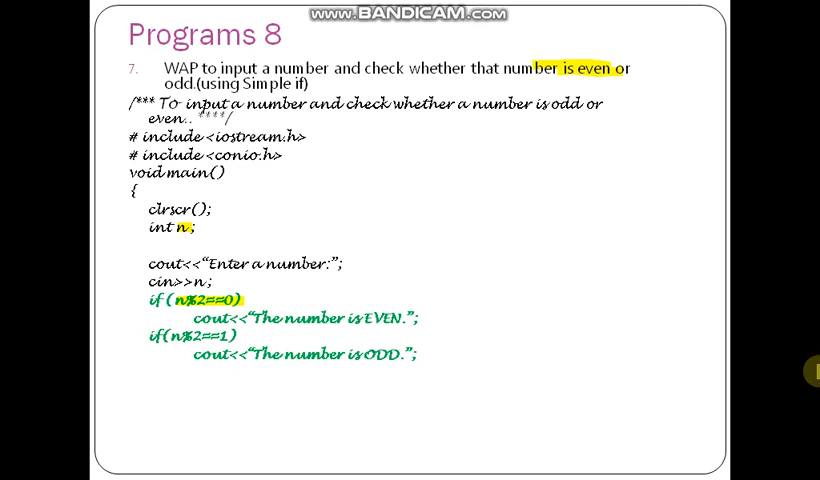 WWW.BANDICAM.COM
Programs 8
7. WAP to input a number and check whether that number is even or
odd.(using Simple if)
/*** To input a number and check whether a number is odd or
even.. ****/
# include <iostream.h>
# include <conio.h>
void main()
{
clrscr();
int n;
cout<<“Enter a number:”;
cin>>n;
if (n%2==0)
cout<<“The number is EVEN.”;
if(n%2==1)
cout<<“The number is ODD.”;